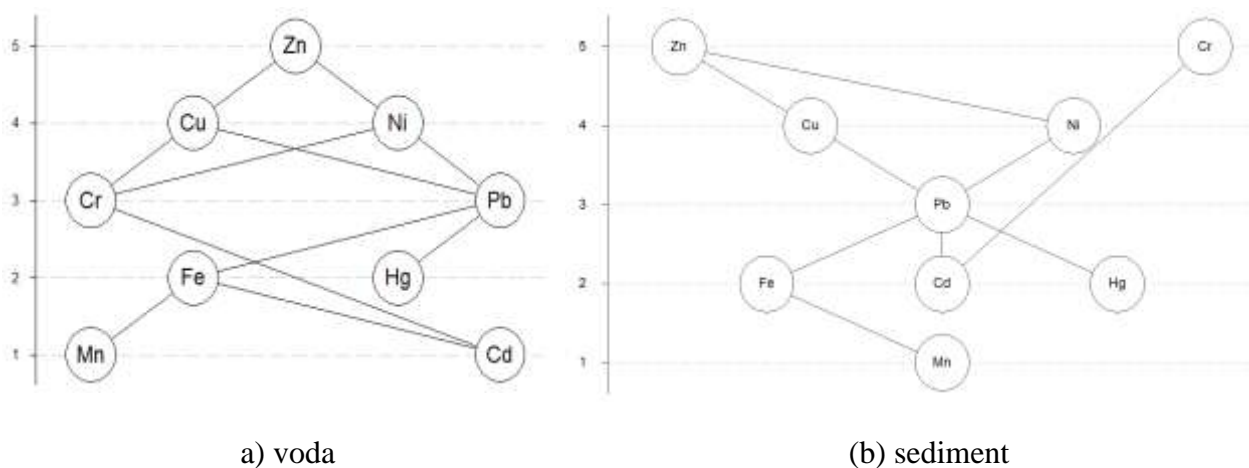 5 Zn
4 Cu Ni
3 Cr Pb
2 Fe Hg
1 Mn Cd
5 Zn Cr
4 Cu Ni
3 Pb
2 Fe Cd Hg
1 Mn
a) voda
(b) sediment